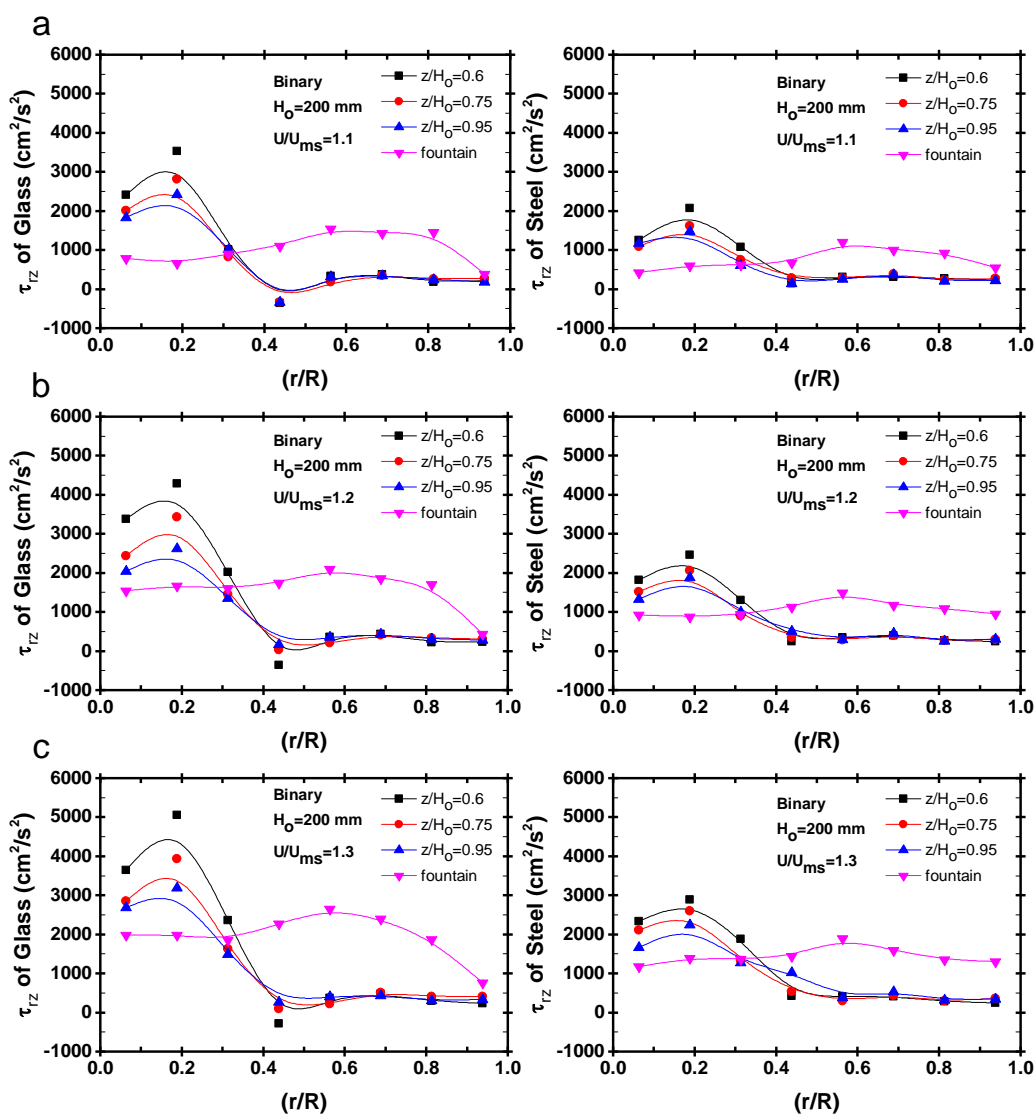 a
6000
5000
4000
3000
2000
1000
0
-1000
τrz of Glass (cm²/s²)
Binary
Ho=200 mm
U/Ums=1.1
z/Ho=0.6
z/Ho=0.75
z/Ho=0.95
fountain
0.0 0.2 0.4 0.6 0.8 1.0
(r/R)
6000
5000
4000
3000
2000
1000
0
-1000
τrz of Steel (cm²/s²)
Binary
Ho=200 mm
U/Ums=1.1
z/Ho=0.6
z/Ho=0.75
z/Ho=0.95
fountain
0.0 0.2 0.4 0.6 0.8 1.0
(r/R)
b
6000
5000
4000
3000
2000
1000
0
-1000
τrz of Glass (cm²/s²)
Binary
Ho=200 mm
U/Ums=1.2
z/Ho=0.6
z/Ho=0.75
z/Ho=0.95
fountain
0.0 0.2 0.4 0.6 0.8 1.0
(r/R)
6000
5000
4000
3000
2000
1000
0
-1000
τrz of Steel (cm²/s²)
Binary
Ho=200 mm
U/Ums=1.2
z/Ho=0.6
z/Ho=0.75
z/Ho=0.95
fountain
0.0 0.2 0.4 0.6 0.8 1.0
(r/R)
c
6000
5000
4000
3000
2000
1000
0
-1000
τrz of Glass (cm²/s²)
Binary
Ho=200 mm
U/Ums=1.3
z/Ho=0.6
z/Ho=0.75
z/Ho=0.95
fountain
0.0 0.2 0.4 0.6 0.8 1.0
(r/R)
6000
5000
4000
3000
2000
1000
0
-1000
τrz of Steel (cm²/s²)
Binary
Ho=200 mm
U/Ums=1.3
z/Ho=0.6
z/Ho=0.75
z/Ho=0.95
fountain
0.0 0.2 0.4 0.6 0.8 1.0
(r/R)